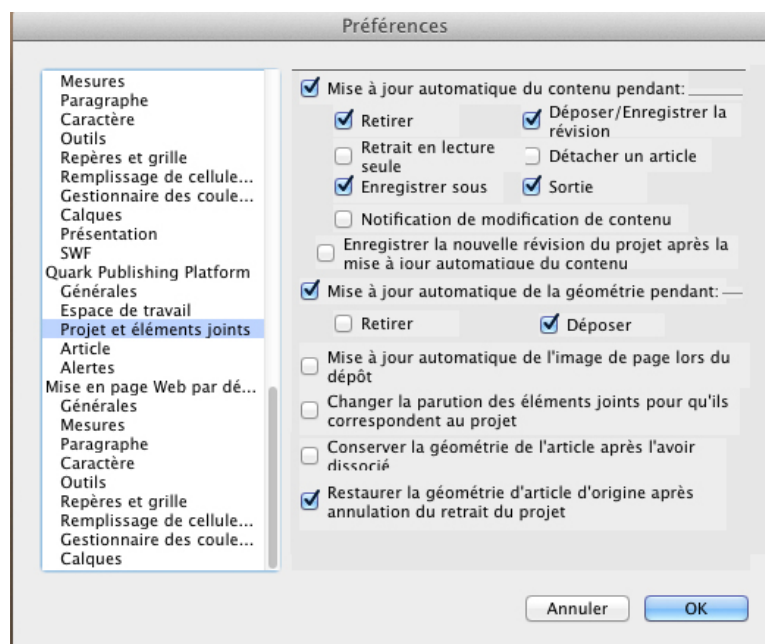 Préférences
Mesures
Paragraphe
Caractère
Outils
Repères et grille
Remplissage de cellule...
Gestionnaire des coule...
Calques
Présentation
SWF
Quark Publishing Platform
Générales
Espace de travail
Projet et éléments joints
Article
Alertes
Mise en page Web par dé...
Générales
Mesures
Paragraphe
Caractère
Outils
Repères et grille
Remplissage de cellule...
Gestionnaire des coule...
Calques
Mise à jour automatique du contenu pendant:
Retirer
Déposer/Enregistrer la
révision
Retrait en lecture
seule
Détacher un article
Enregistrer sous
Sortie
Notification de modification de contenu
Enregistrer la nouvelle révision du projet après la
mise à jour automatique du contenu
Mise à jour automatique de la géométrie pendant:
Retirer
Déposer
Mise à jour automatique de l'image de page lors du
dépôt
Changer la parution des éléments joints pour qu'ils
correspondent au projet
Conserver la géométrie de l'article après l'avoir
dissocié
Restaurer la géométrie d'article d'origine après
annulation du retrait du projet
Annuler
OK